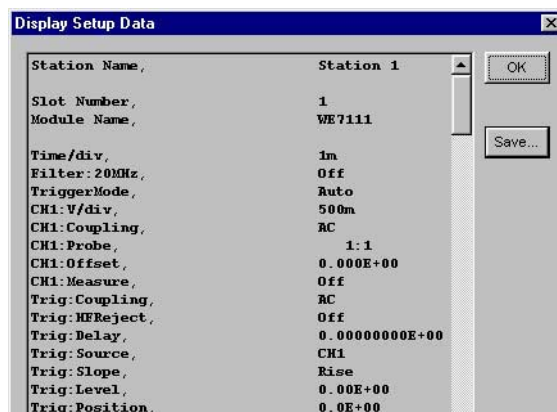 Display Setup Data
Station Name, Station 1
OK
Slot Number, 1
Module Name, WE7111
Save...
Time/div, 1m
Filter:20MHz, Off
TriggerMode, Auto
CH1:V/div, 500m
CH1:Coupling, AC
CH1:Probe, 1:1
CH1:Offset, 0.000E+00
CH1:Measure, Off
Trig:Coupling, AC
Trig:HFReject, Off
Trig:Delay, 0.00000000E+00
Trig:Source, CH1
Trig:Slope, Rise
Trig:Level, 0.00E+00
Trig:Position, 0.0E+00